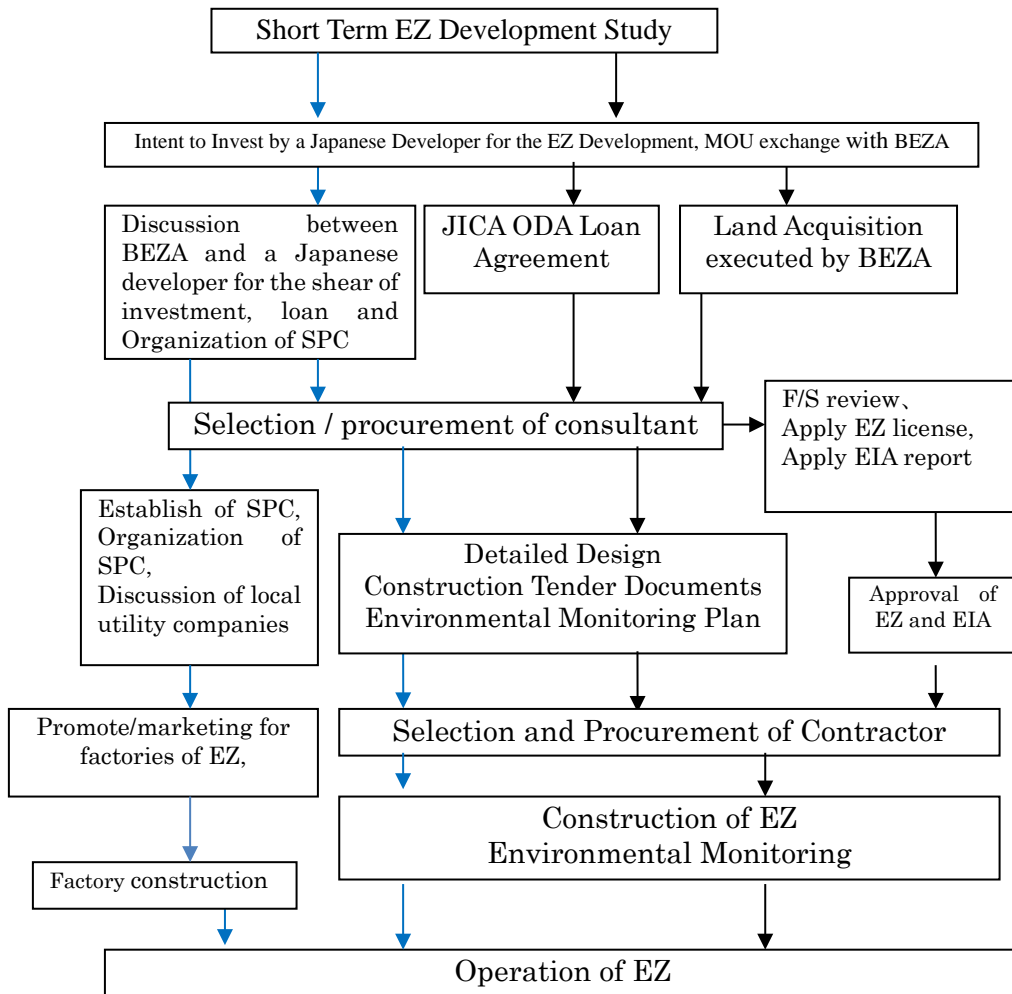 Short Term EZ Development Study
Intent to Invest by a Japanese Developer for the EZ Development, MOU exchange with BEZA
Discussion between
BEZA and a Japanese
developer for the shear of
investment, loan and
Organization of SPC
JICA ODA Loan
Agreement
Land Acquisition
executed by BEZA
Selection / procurement of consultant
F/S review、
Apply EZ license,
Apply EIA report
Establish of SPC,
Organization of
SPC,
Discussion of local
utility companies
Detailed Design
Construction Tender Documents
Environmental Monitoring Plan
Approval of
EZ and EIA
Promote/marketing for
factories of EZ,
Selection and Procurement of Contractor
Construction of EZ
Environmental Monitoring
Factory construction
Operation of EZ